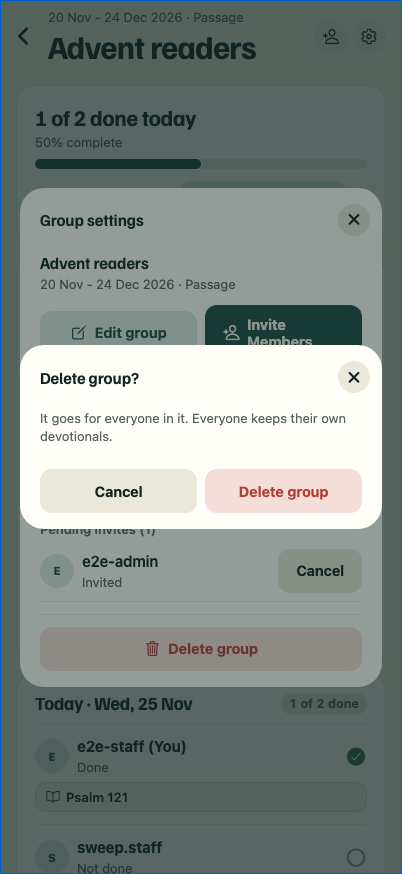 20 Nov - 24 Dec 2026 · Passage
Advent readers
1 of 2 done today
50% complete
Group settings
Advent readers
20 Nov - 24 Dec 2026 · Passage
Edit group
Invite
Members
Delete group?
It goes for everyone in it. Everyone keeps their own
devotionals.
Cancel
Delete group
Pending invites (1)
E
e2e-admin
Invited
Cancel
Delete group
Today · Wed, 25 Nov
1 of 2 done
E
e2e-staff (You)
Done
Psalm 121
S
sweep.staff
Not done